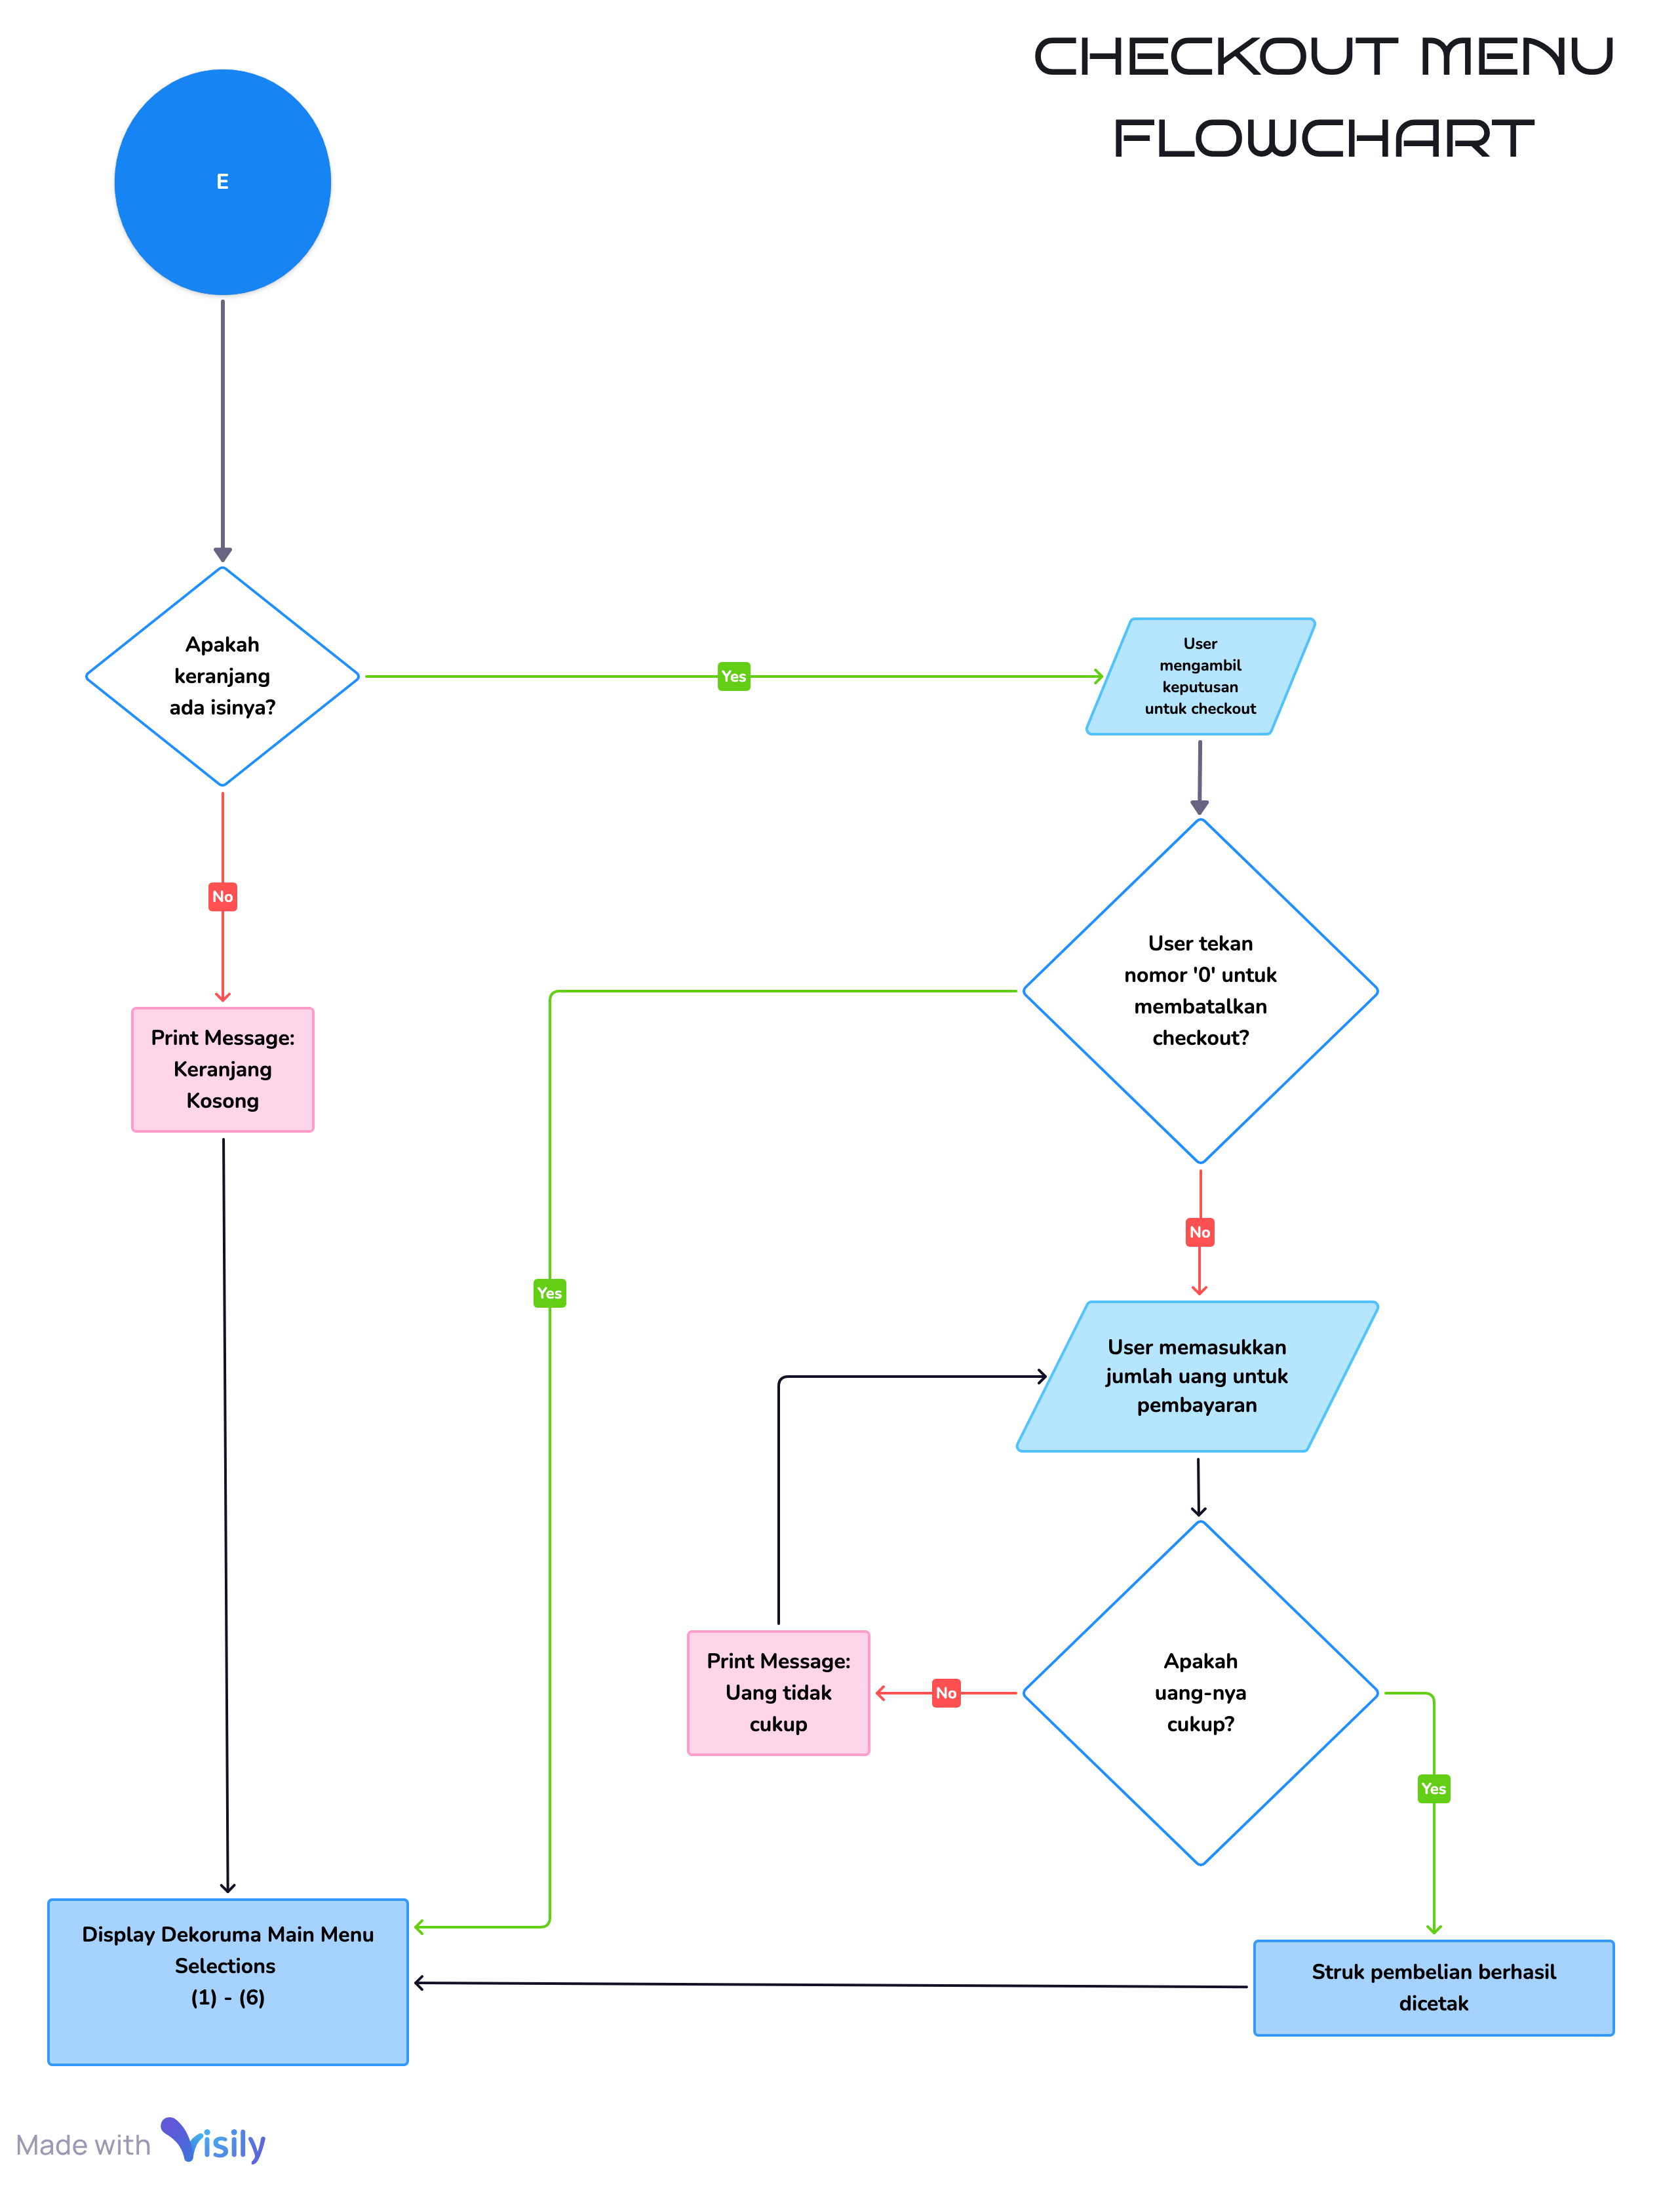 CHECKOUT MENU
FLOWCHART
E
Apakah
keranjang
ada isinya?
Yes
User
mengambil
keputusan
untuk checkout
No
User tekan
nomor '0' untuk
membatalkan
checkout?
Print Message:
Keranjang
Kosong
Yes
No
User memasukkan
jumlah uang untuk
pembayaran
Print Message:
Uang tidak
cukup
No
Apakah
uang-nya
cukup?
Yes
Display Dekoruma Main Menu
Selections
(1) - (6)
Struk pembelian berhasil
dicetak
Made with Visily